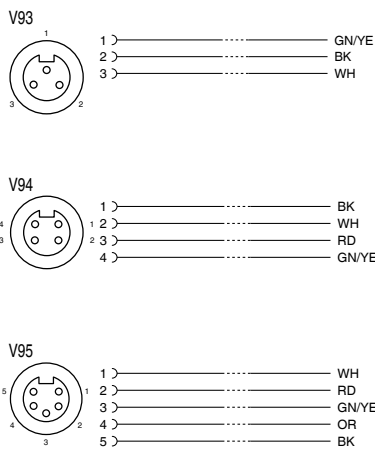 V93
1
3 2
1 GN/YE
2 BK
3 WH
V94
4 1
3 2
1 BK
2 WH
3 RD
4 GN/YE
V95
5 1
4 2
3
1 WH
2 RD
3 GN/YE
4 OR
5 BK